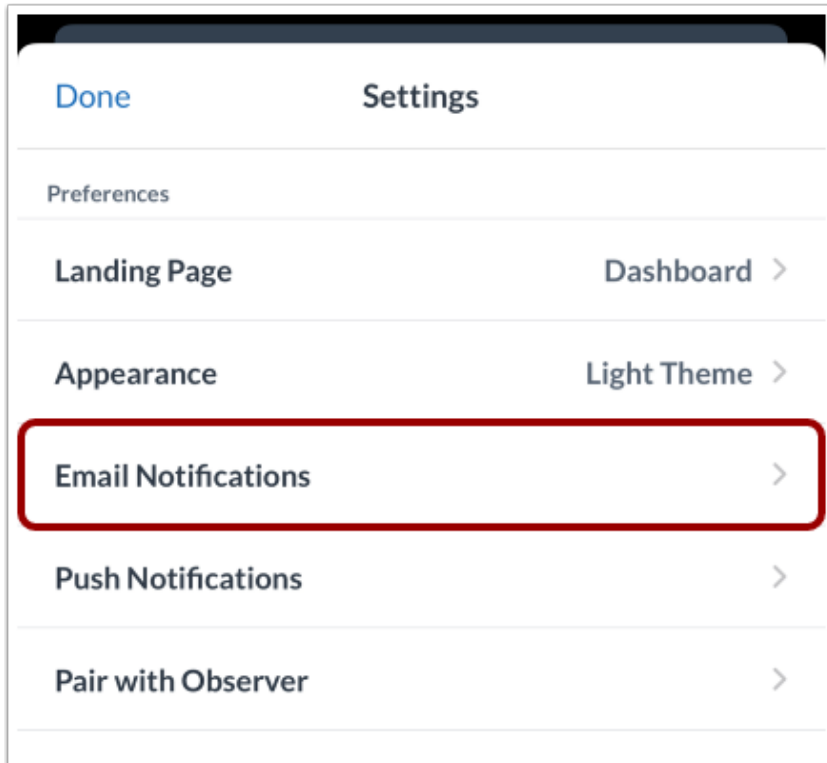 Done Settings
Preferences
Landing Page Dashboard
Appearance Light Theme
Email Notifications
Push Notifications
Pair with Observer